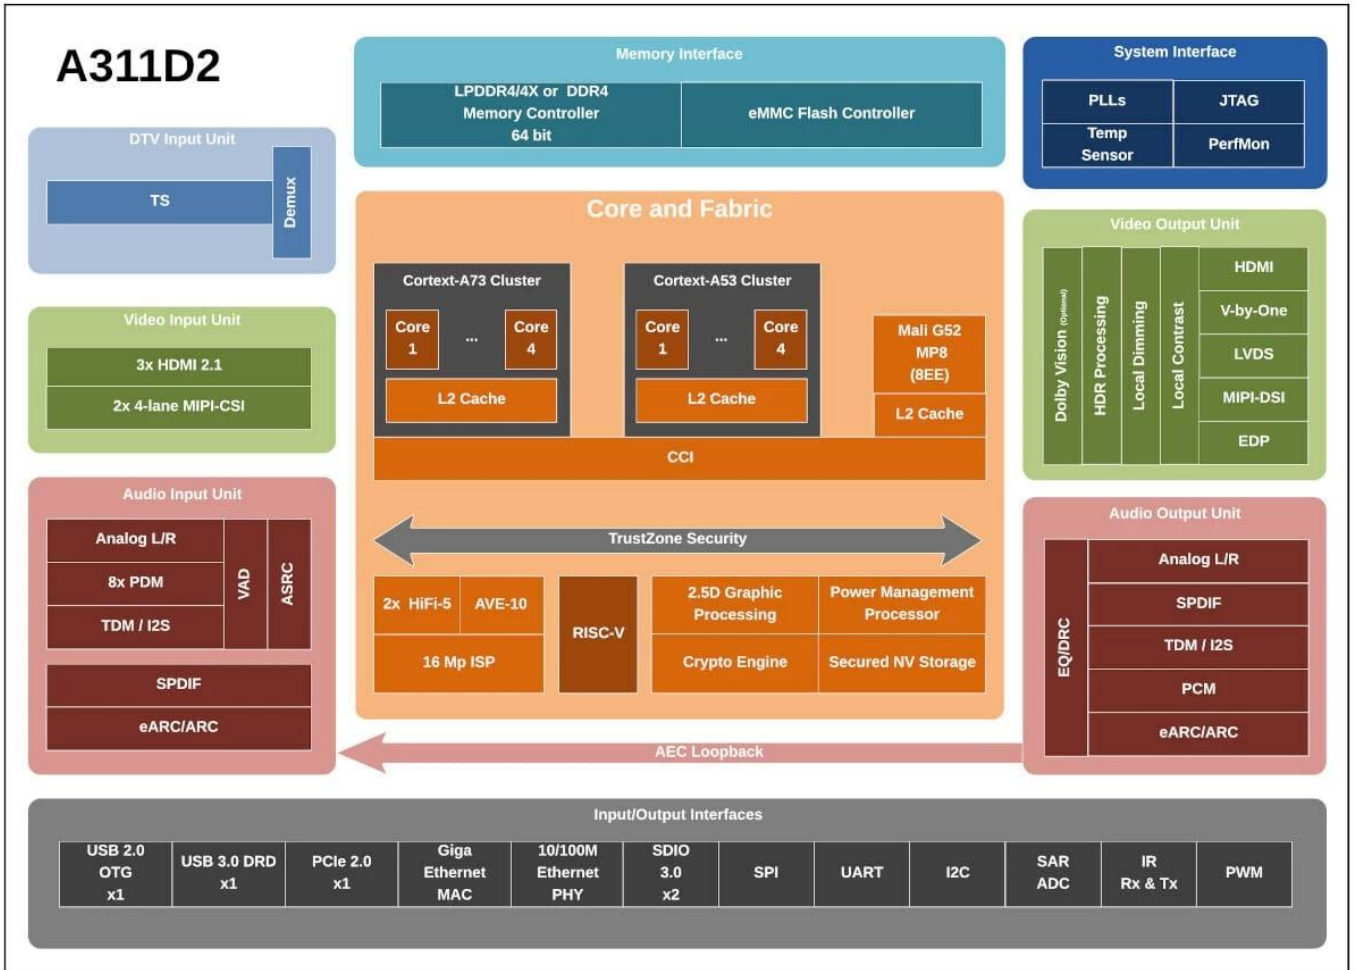 A311D2
Memory Interface
LPDDR4/4X or DDR4
Memory Controller
64 bit
eMMC Flash Controller
System Interface
PLLs
JTAG
Temp
Sensor
PerfMon
DTV Input Unit
TS
Demux
Video Input Unit
3x HDMI 2.1
2x 4-lane MIPI-CSI
Audio Input Unit
Analog L/R
8x PDM
TDM / I2S
VAD
ASRC
SPDIF
eARC/ARC
Core and Fabric
Cortext-A73 Cluster
Core
1
...
Core
4
L2 Cache
Cortext-A53 Cluster
Core
1
...
Core
4
L2 Cache
Mali G52
MP8
(8EE)
L2 Cache
CCI
TrustZone Security
2x HiFi-5
AVE-10
16 Mp ISP
RISC-V
2.5D Graphic
Processing
Power Management
Processor
Crypto Engine
Secured NV Storage
Video Output Unit
Dolby Vision (Optional)
HDR Processing
Local Dimming
Local Contrast
HDMI
V-by-One
LVDS
MIPI-DSI
EDP
Audio Output Unit
EQ/DRC
Analog L/R
SPDIF
TDM / I2S
PCM
eARC/ARC
AEC Loopback
Input/Output Interfaces
USB 2.0
OTG
x1
USB 3.0 DRD
x1
PCIe 2.0
x1
Giga
Ethernet
MAC
10/100M
Ethernet
PHY
SDIO
3.0
x2
SPI
UART
I2C
SAR
ADC
IR
Rx & Tx
PWM